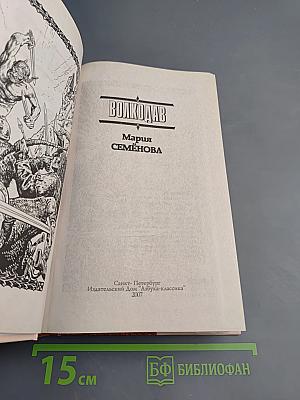 ВОЛКОДАВ
Мария
СЕМЁНОВА
Санкт-Петербург
Издательский Дом "Азбука-классика"
2007
15 см
БФ БИБЛИОФАН